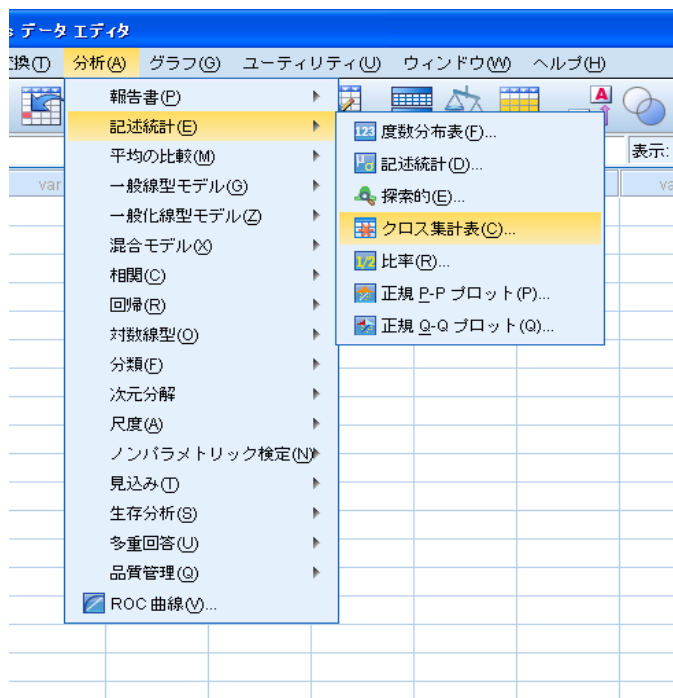 s データ エディタ
変換(T) 分析(A) グラフ(G) ユーティリティ(U) ウィンドウ(W) ヘルプ(H)
報告書(P)
記述統計(E)
平均の比較(M)
一般線型モデル(G)
一般化線型モデル(Z)
混合モデル(X)
相関(C)
回帰(R)
対数線型(O)
分類(F)
次元分解
尺度(A)
ノンパラメトリック検定(N)
見込み(T)
生存分析(S)
多重回答(U)
品質管理(Q)
ROC 曲線(V)...
123 度数分布表(F)...
記述統計(D)...
探索的(E)...
クロス集計表(C)...
1/2 比率(R)...
正規 P-P プロット(P)...
正規 Q-Q プロット(Q)...
A
表示:
var
va